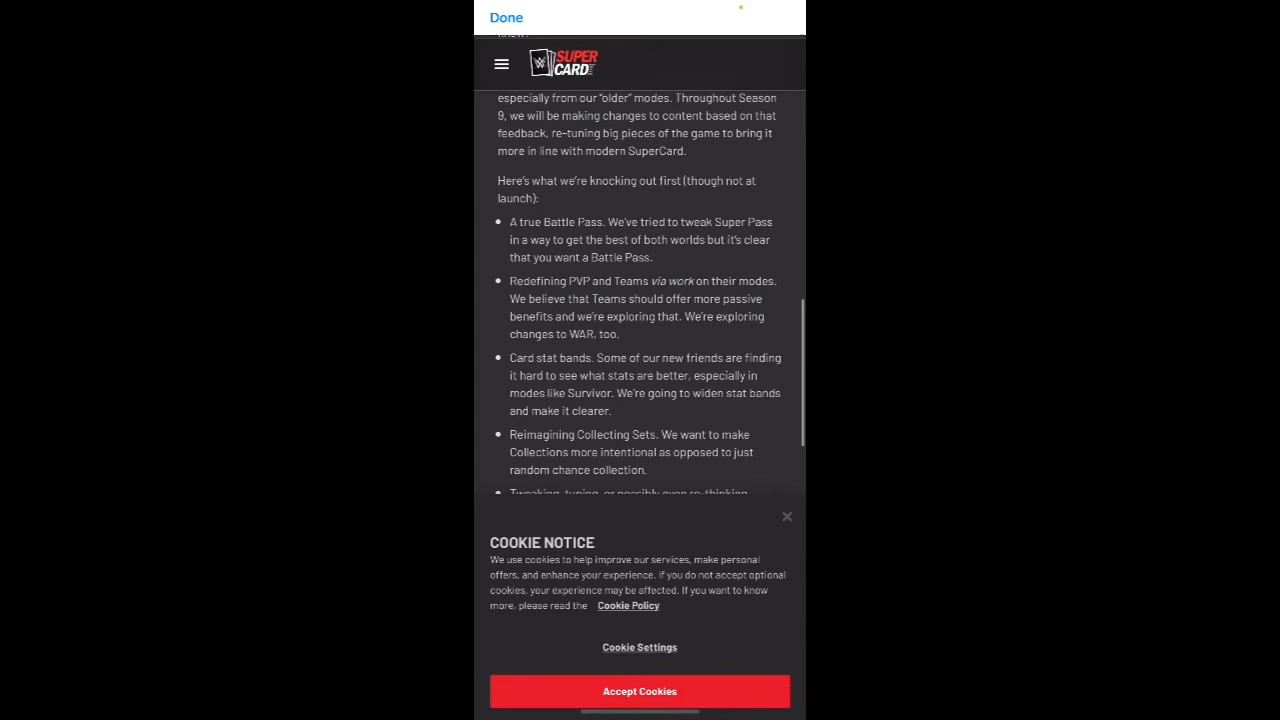 Done
know.
SUPER
W CARD
especially from our "older" modes. Throughout Season
9, we will be making changes to content based on that
feedback, re-tuning big pieces of the game to bring it
more in line with modern SuperCard.
Here's what we're knocking out first (though not at
launch):
• A true Battle Pass. We've tried to tweak Super Pass
in a way to get the best of both worlds but it's clear
that you want a Battle Pass.
• Redefining PVP and Teams via work on their modes.
We believe that Teams should offer more passive
benefits and we're exploring that. We're exploring
changes to WAR, too.
• Card stat bands. Some of our new friends are finding
it hard to see what stats are better, especially in
modes like Survivor. We're going to widen stat bands
and make it clearer.
• Reimagining Collecting Sets. We want to make
Collections more intentional as opposed to just
random chance collection.
• Tweaking, tuning, or possibly even re-thinking
COOKIE NOTICE
We use cookies to help improve our services, make personal
offers, and enhance your experience. If you do not accept optional
cookies, your experience may be affected. If you want to know
more, please read the Cookie Policy
Cookie Settings
Accept Cookies